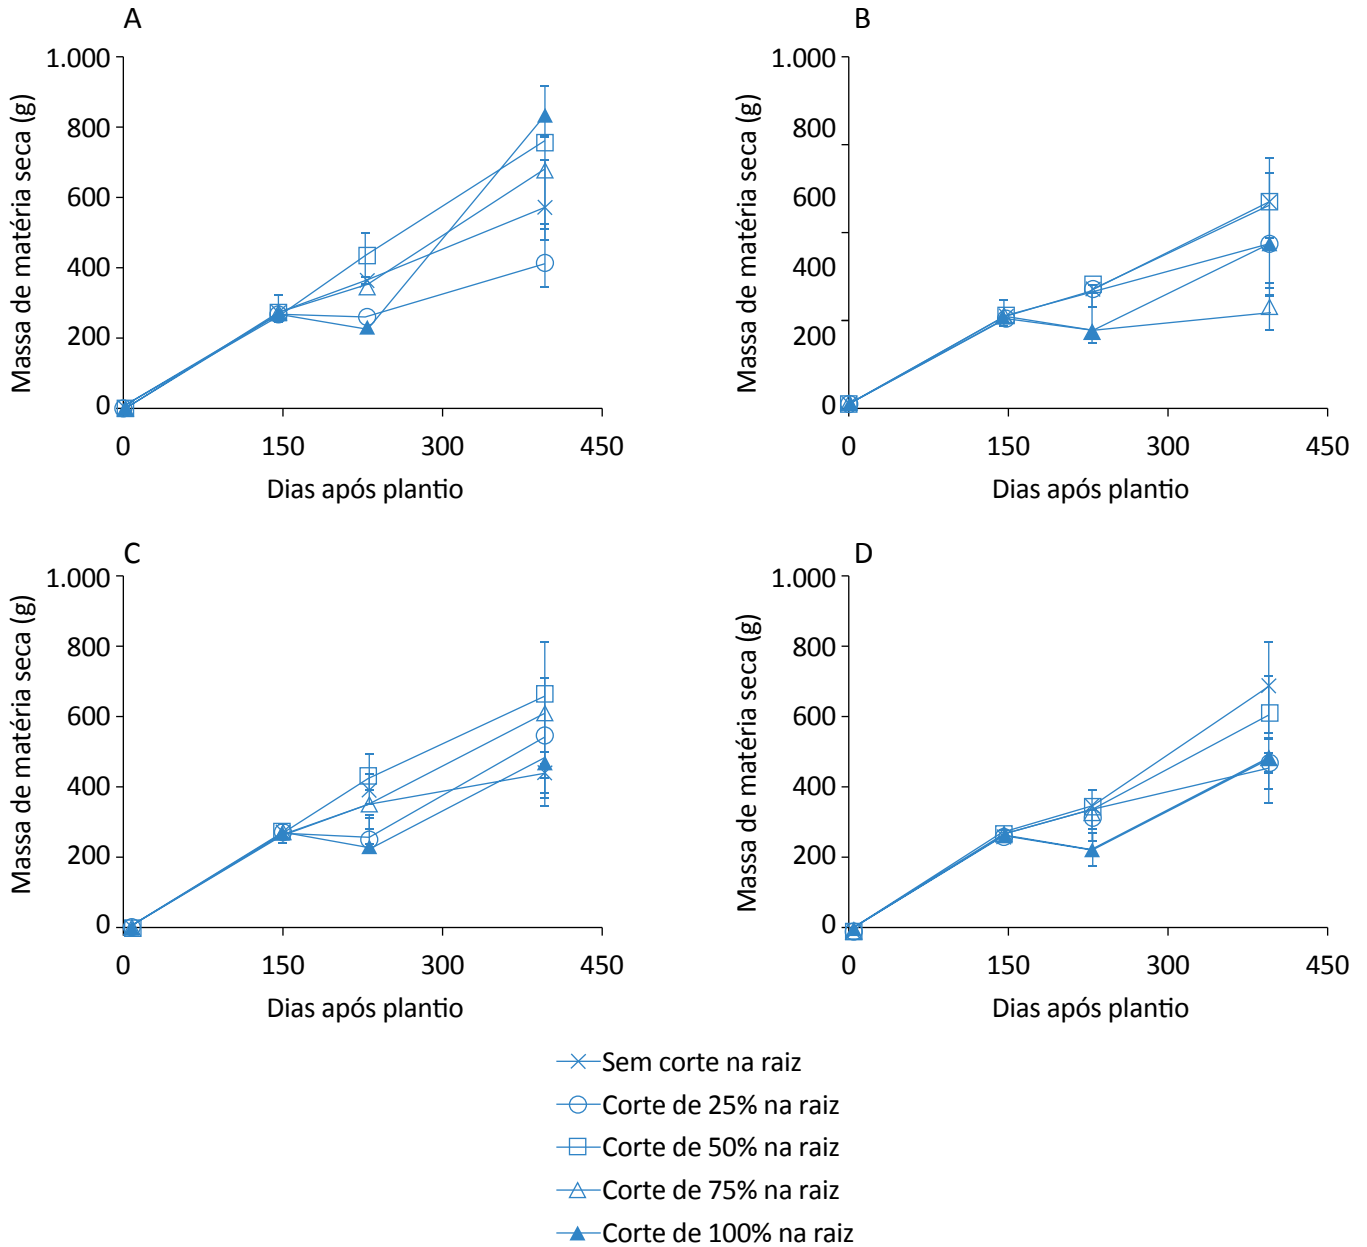 A
Massa de matéria seca (g)
1.000
800
600
400
200
0
0 150 300 450
Dias após plantio
B
Massa de matéria seca (g)
1.000
800
600
400
200
0
0 150 300 450
Dias após plantio
C
Massa de matéria seca (g)
1.000
800
600
400
200
0
0 150 300 450
Dias após plantio
D
Massa de matéria seca (g)
1.000
800
600
400
200
0
0 150 300 450
Dias após plantio
Sem corte na raiz
Corte de 25% na raiz
Corte de 50% na raiz
Corte de 75% na raiz
Corte de 100% na raiz